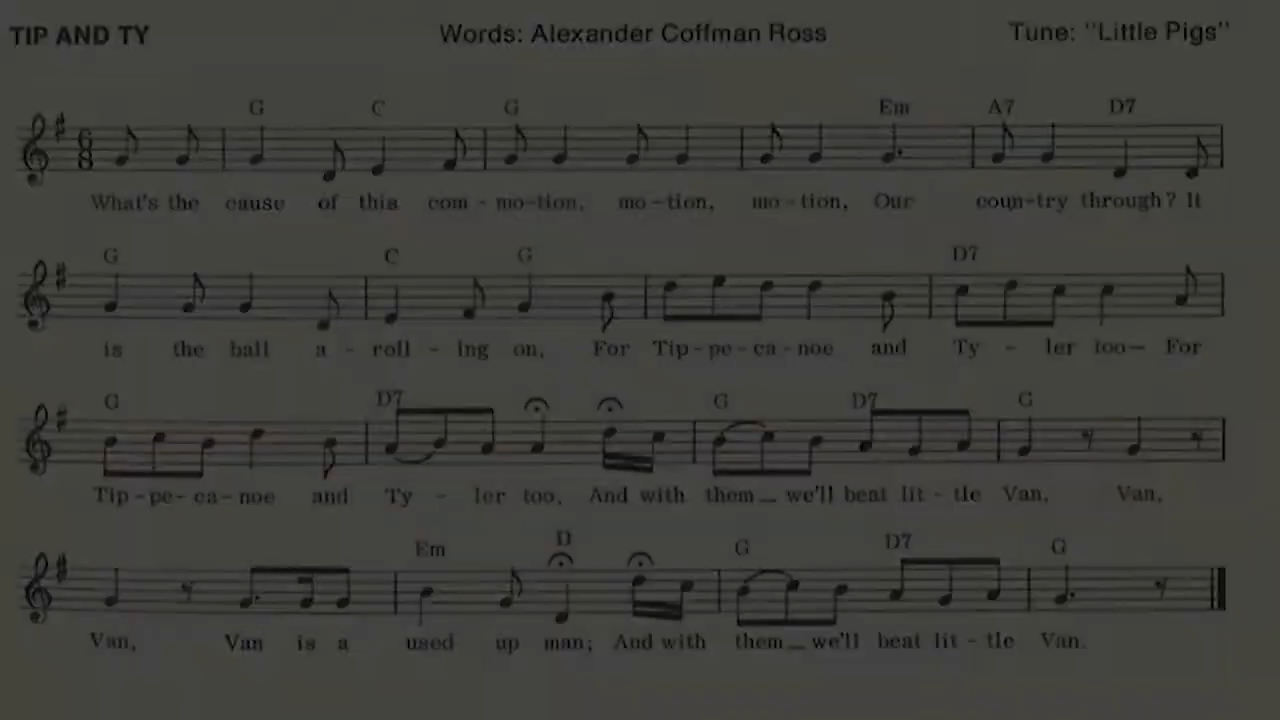 TIP AND TY Words: Alexander Coffman Ross Tune: "Little Pigs"
G C G Em A7 D7
6
8
What's the cause of this com - mo-tion, mo-tion, mo-tion, Our coun-try through? It
G C G D7
is the ball a - roll - ing on, For Tip-pe-ca-noe and Ty - ler too— For
G D7 G D7 G
Tip-pe-ca-noe and Ty - ler too, And with them_ we'll beat lit - tle Van, Van,
Em D G D7 G
Van, Van is a used up man; And with them_ we'll beat lit - tle Van.